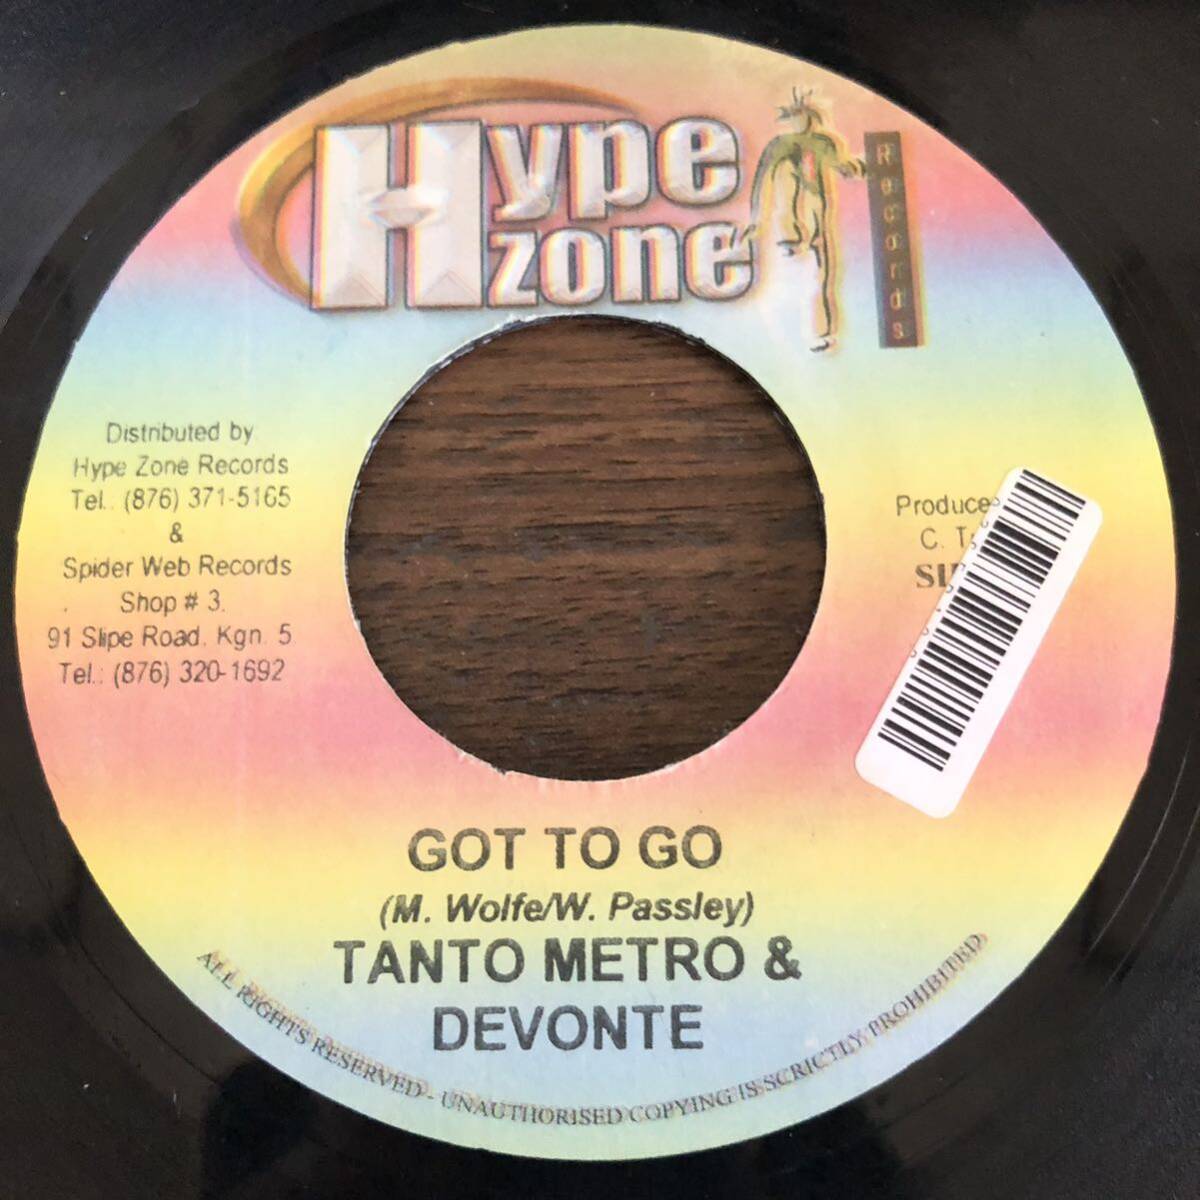 Hype
zone
Records
Distributed by
Hype Zone Records
Tel.: (876) 371-5165
&
Spider Web Records
Shop # 3.
91 Slipe Road. Kgn. 5
Tel.: (876) 320-1692
C.
GOT TO GO
(M. Wolfe/W. Passley)
TANTO METRO &
DEVONTE
ALL RIGHTS RESERVED - UNAUTHORISED COPYING IS SCRICTLY PROHIBITED